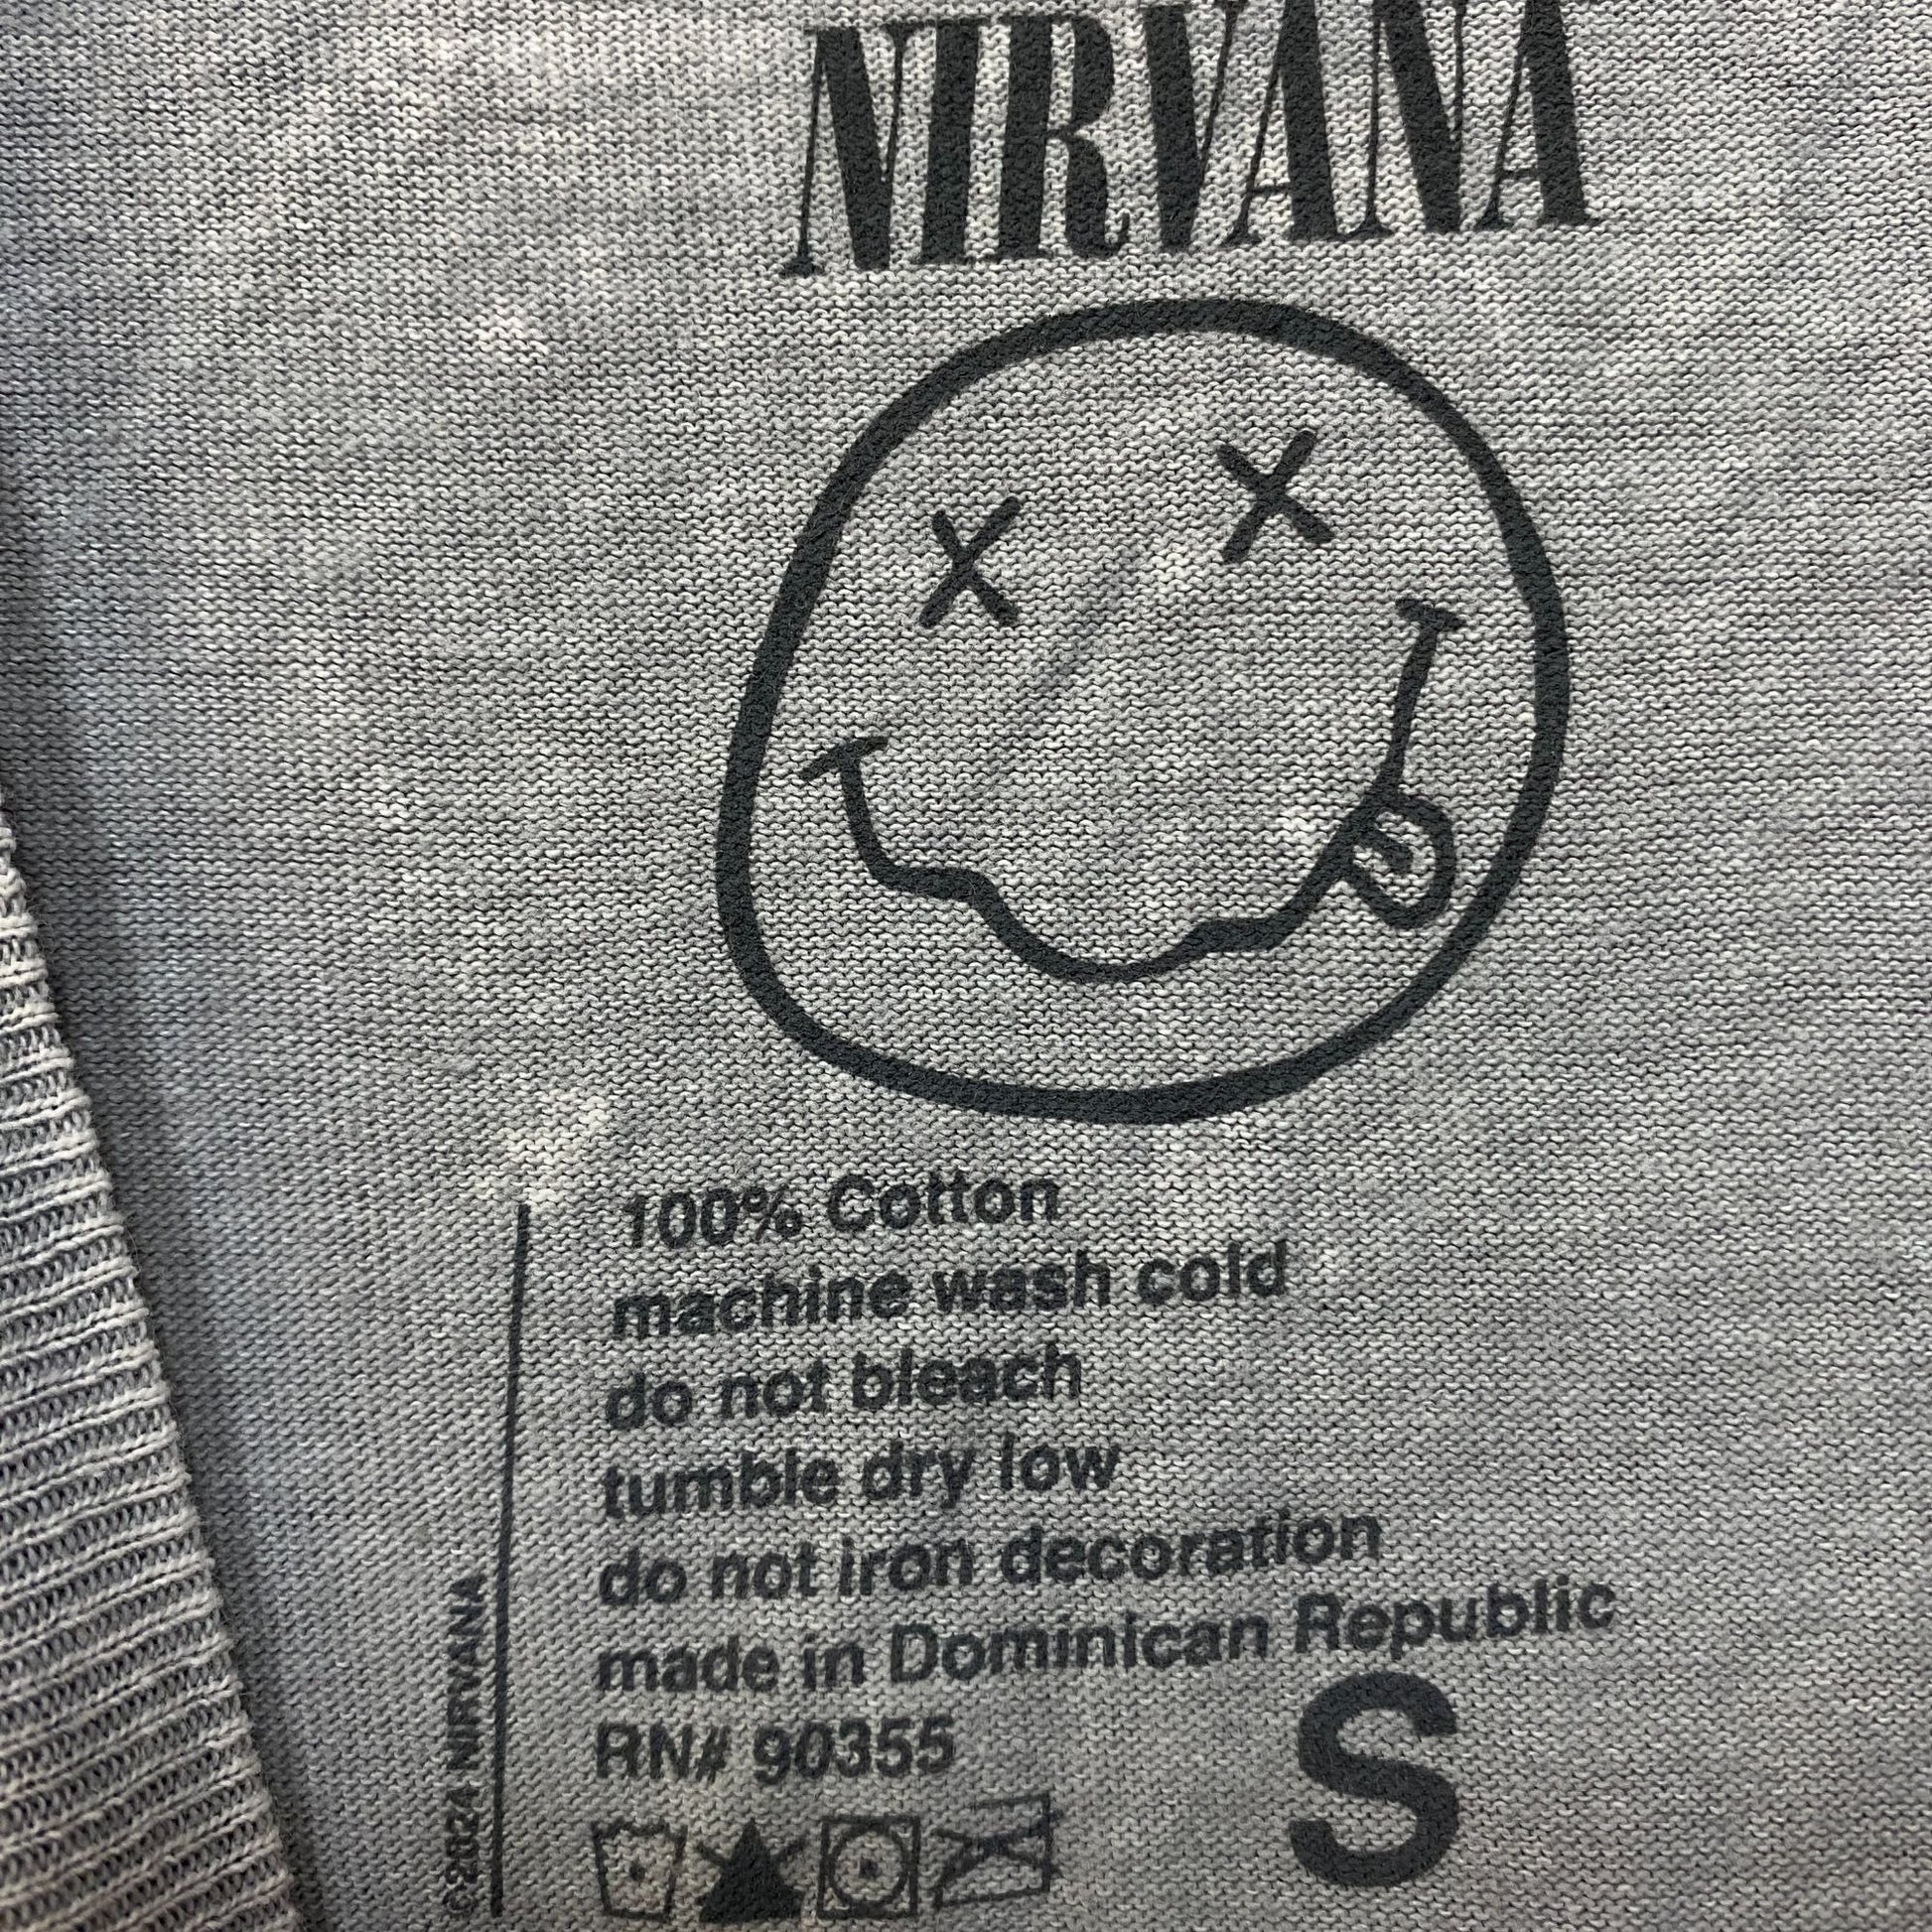 NIRVANA
100% Cotton
machine wash cold
do not bleach
tumble dry low
do not iron decoration
made in Dominican Republic
RN# 90355
S
©2024 NIRVANA